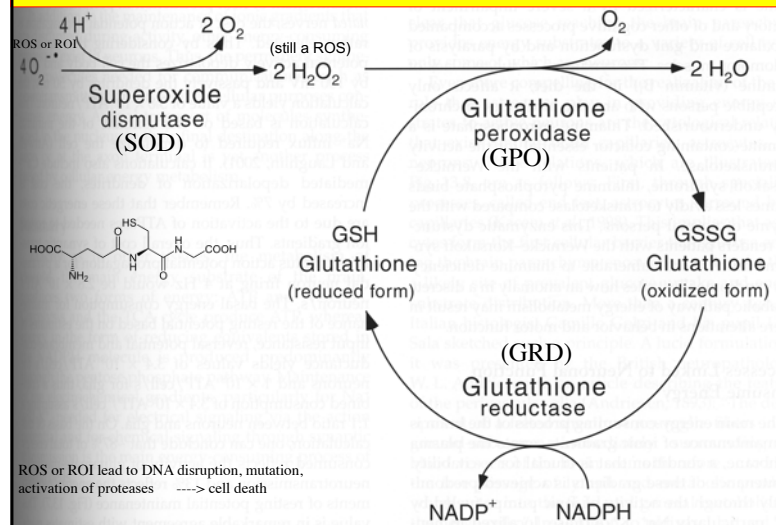 4H⁺ 2 O₂ O₂
ROS or ROI (still a ROS)
4O₂⁻• 2 H₂O₂ 2 H₂O
Superoxide
dismutase
(SOD)
Glutathione
peroxidase
(GPO)
HS
HOOC NH₂ O N H H N O COOH
GSH
Glutathione
(reduced form)
GSSG
Glutathione
(oxidized form)
(GRD)
Glutathione
reductase
ROS or ROI lead to DNA disruption, mutation,
activation of proteases ----> cell death
NADP⁺ NADPH